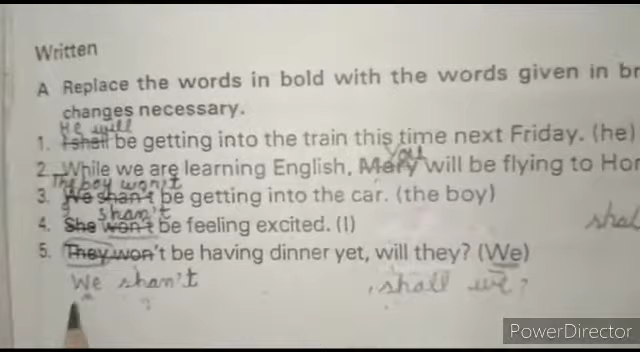 Written
A Replace the words in bold with the words given in br
changes necessary.
He will
1. I shall be getting into the train this time next Friday. (he)
You
2. While we are learning English, Mary will be flying to Hon
The boy won't
3. We shan't be getting into the car. (the boy)
I shan't
4. She won't be feeling excited. (I)
shal
5. They won't be having dinner yet, will they? (We)
We shan't shall we?
PowerDirector